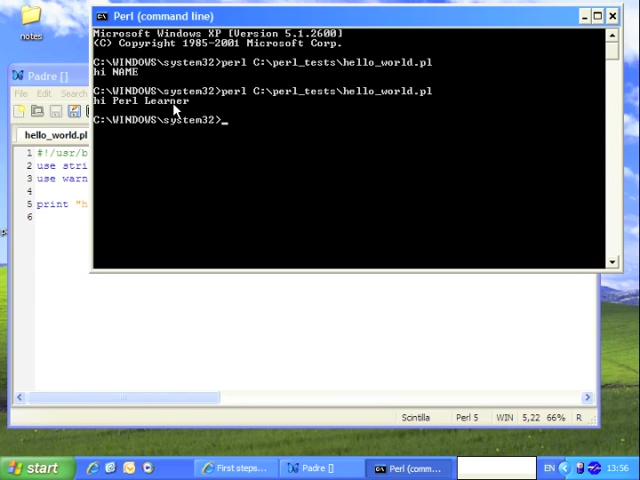 notes
Perl (command line)
Microsoft Windows XP [Version 5.1.2600]
(C) Copyright 1985-2001 Microsoft Corp.
C:\WINDOWS\system32>perl C:\perl_tests\hello_world.pl
hi NAME
C:\WINDOWS\system32>perl C:\perl_tests\hello_world.pl
hi Perl Learner
C:\WINDOWS\system32>_
Padre []
File Edit Search
hello_world.pl
1 #!/usr/b
2 use stri
3 use warn
4
5 print "h
6
Scintilla Perl 5 WIN 5,22 66% R
start First steps... Padre [] Perl (comm... EN 13:56